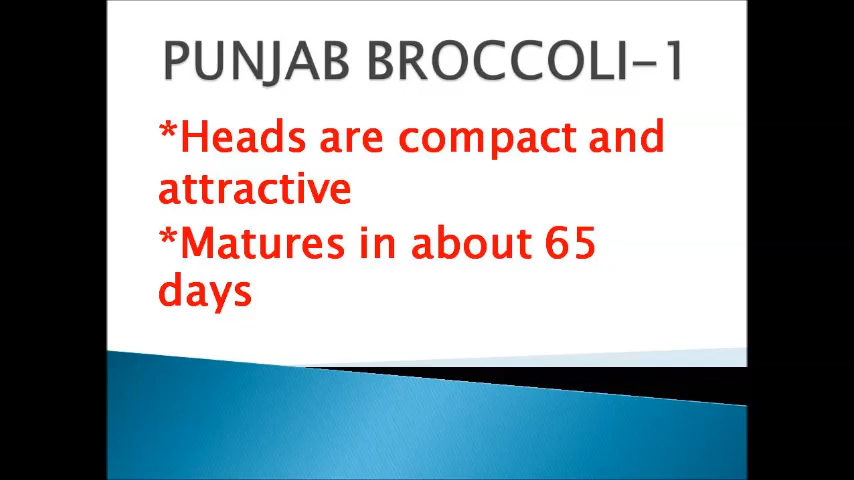 PUNJAB BROCCOLI-1
*Heads are compact and
attractive
*Matures in about 65
days